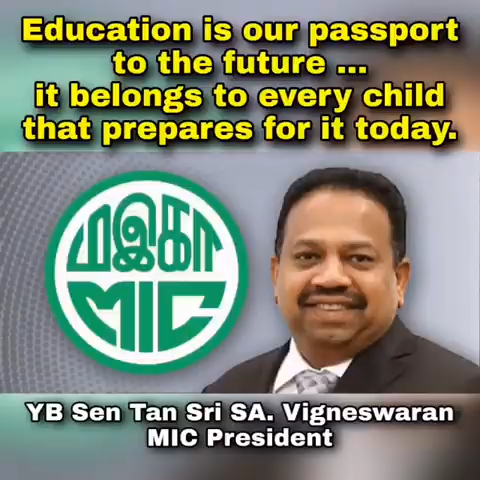 Education is our passport
to the future ...
it belongs to every child
that prepares for it today.
மஇகா
MIC
YB Sen Tan Sri SA. Vigneswaran
MIC President